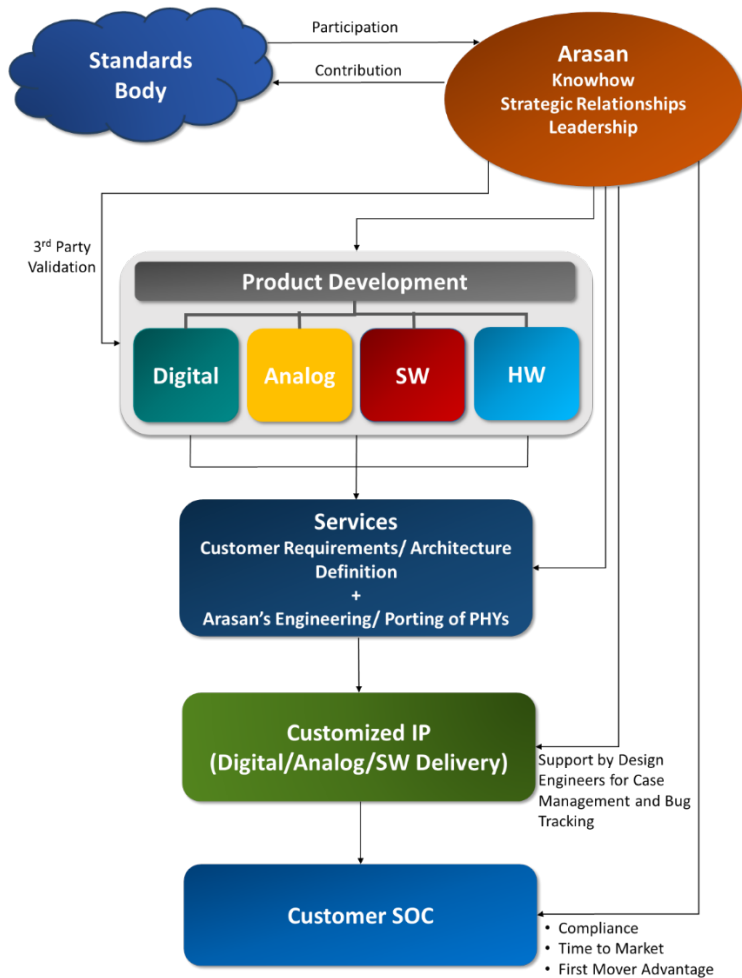 Participation
Standards
Body
Contribution
Arasan
Knowhow
Strategic Relationships
Leadership
3rd Party
Validation
Product Development
Digital
Analog
SW
HW
Services
Customer Requirements/ Architecture
Definition
+
Arasan's Engineering/ Porting of PHYs
Customized IP
(Digital/Analog/SW Delivery)
Support by Design
Engineers for Case
Management and Bug
Tracking
Customer SOC
• Compliance
• Time to Market
• First Mover Advantage